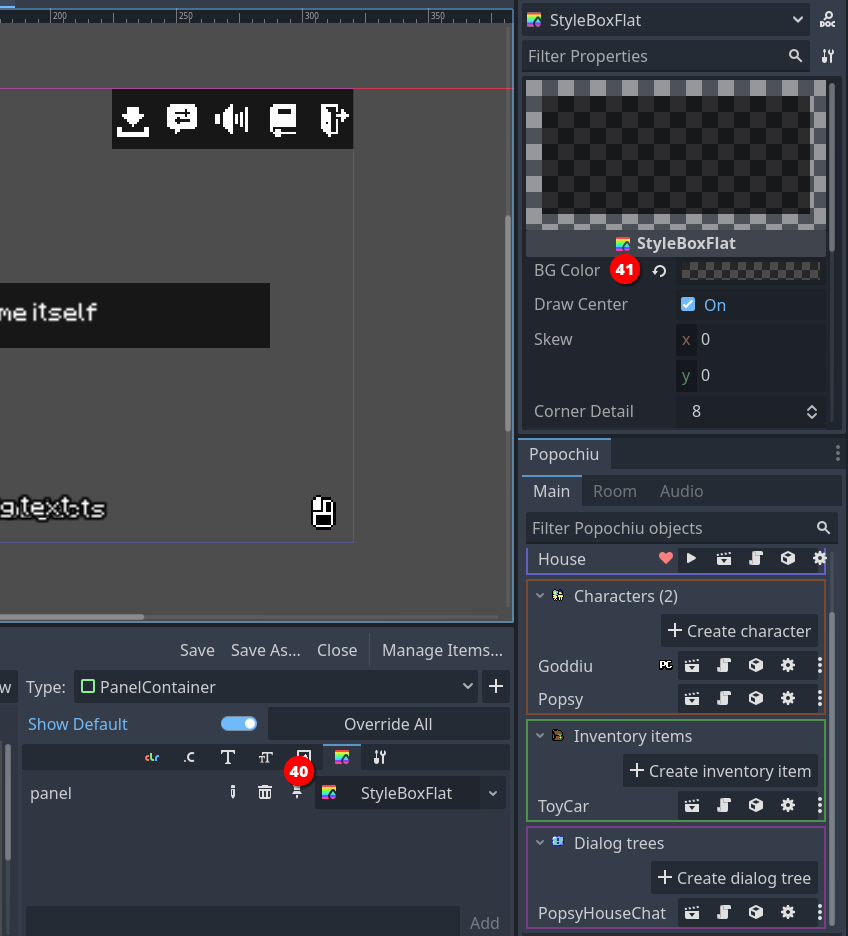 200
250
300
350
me itself
StyleBoxFlat
Filter Properties
StyleBoxFlat
BG Color
41
Draw Center
On
Skew
x 0
y 0
Corner Detail
8
Popochiu
Main
Room
Audio
Filter Popochiu objects
House
Characters (2)
Create character
Goddiu
PC
Popsy
Inventory items
Create inventory item
ToyCar
Dialog trees
Create dialog tree
PopsyHouseChat
Save
Save As...
Close
Manage Items...
w
Type:
PanelContainer
Show Default
Override All
clr
.C
T
TT
40
panel
StyleBoxFlat
Add